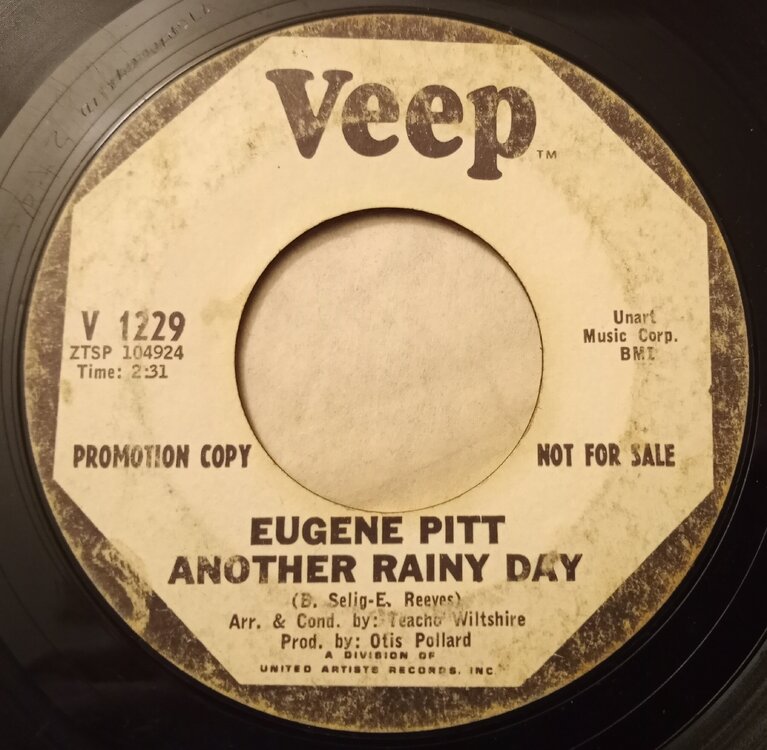 Veep TM
V 1229
ZTSP 104924
Time: 2:31
Unart
Music Corp.
BMI
PROMOTION COPY
NOT FOR SALE
EUGENE PITT
ANOTHER RAINY DAY
(B. Selig-E. Reeves)
Arr. & Cond. by: Teacho Wiltshire
Prod. by: Otis Pollard
A DIVISION OF
UNITED ARTISTS RECORDS, INC.